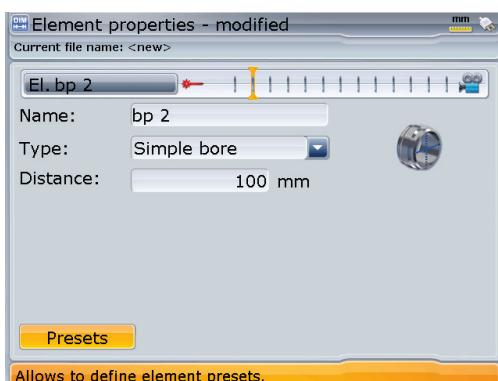 DIM
Element properties - modified
mm
Current file name: <new>
El. bp 2
Name:
bp 2
Type:
Simple bore
Distance:
100 mm
Presets
Allows to define element presets.